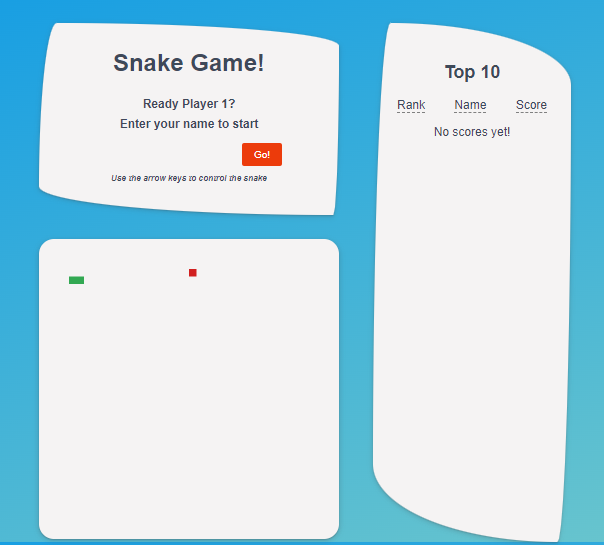 Snake Game!
Ready Player 1?
Enter your name to start
Go!
Use the arrow keys to control the snake
Top 10
Rank Name Score
No scores yet!